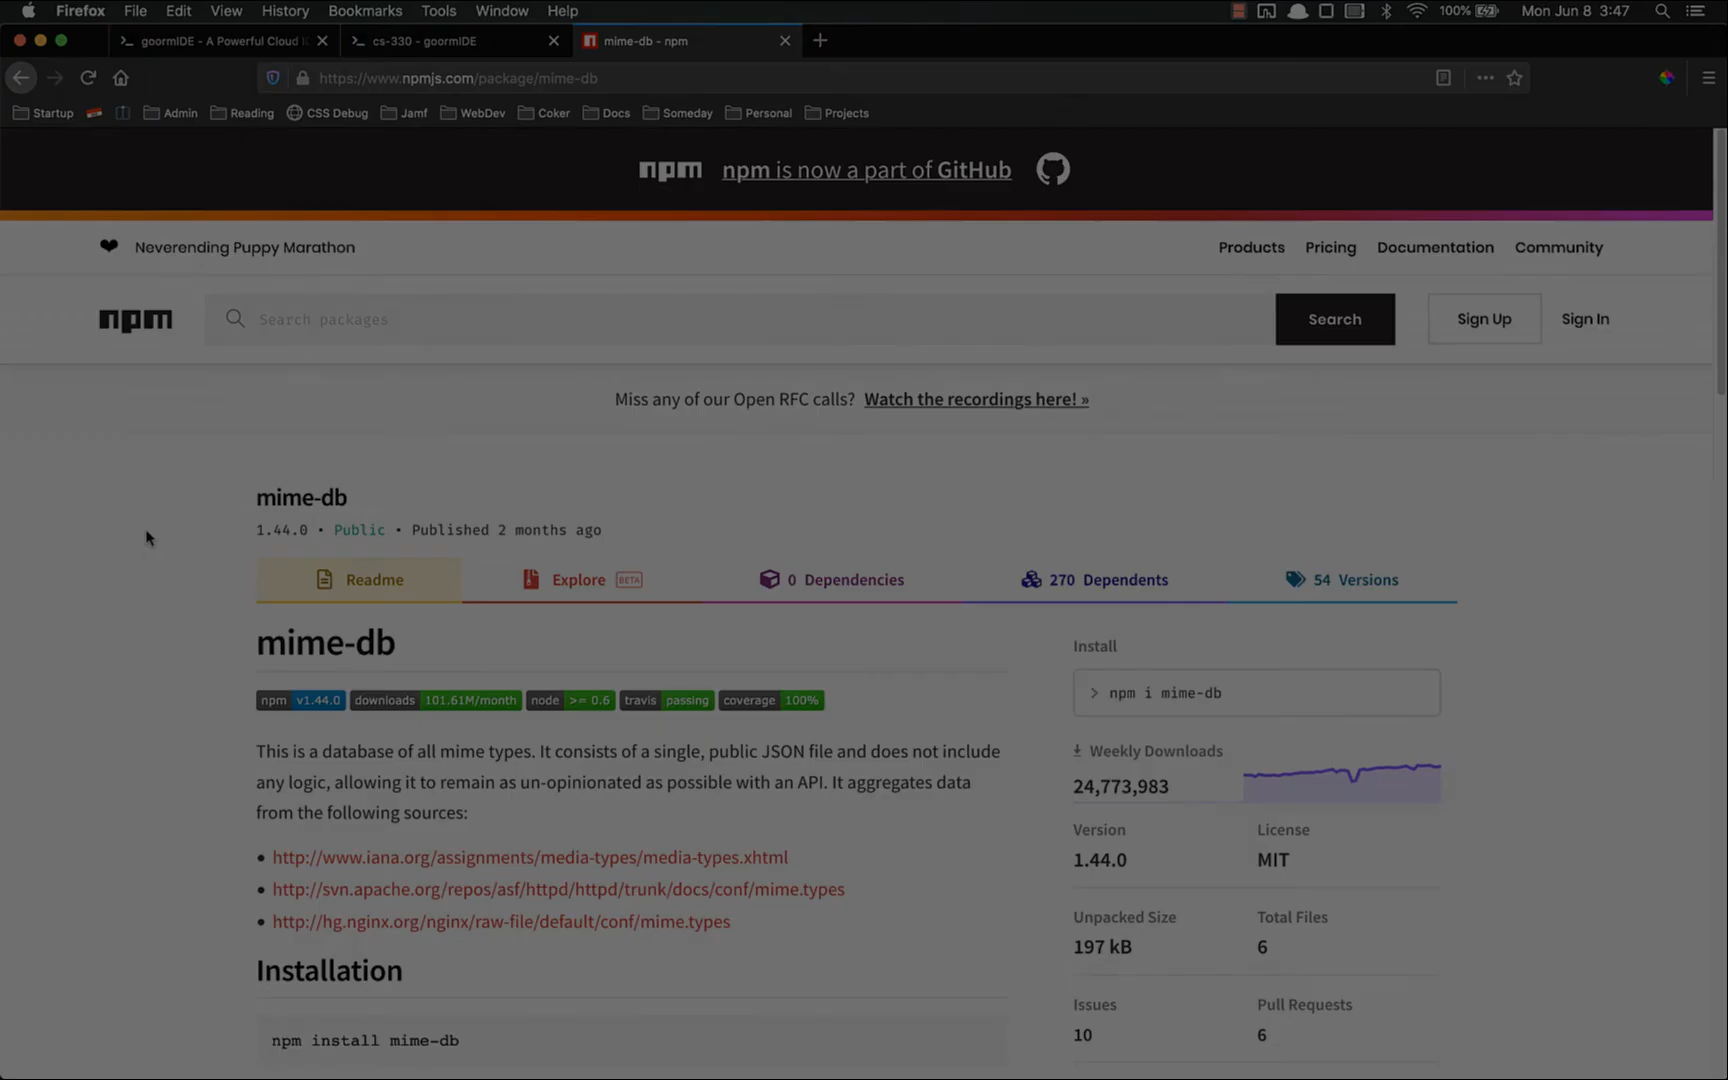 Firefox File Edit View History Bookmarks Tools Window Help 100% Mon Jun 8 3:47
goormIDE - A Powerful Cloud I cs-330 - goormIDE mime-db - npm
https://www.npmjs.com/package/mime-db
Startup Admin Reading CSS Debug Jamf WebDev Coker Docs Someday Personal Projects
npm npm is now a part of GitHub
Neverending Puppy Marathon Products Pricing Documentation Community
npm Search packages Search Sign Up Sign In
Miss any of our Open RFC calls? Watch the recordings here! »
mime-db
1.44.0 • Public • Published 2 months ago
Readme Explore BETA 0 Dependencies 270 Dependents 54 Versions
mime-db
npm v1.44.0 downloads 101.61M/month node >= 0.6 travis passing coverage 100%
This is a database of all mime types. It consists of a single, public JSON file and does not include
any logic, allowing it to remain as un-opinionated as possible with an API. It aggregates data
from the following sources:
• http://www.iana.org/assignments/media-types/media-types.xhtml
• http://svn.apache.org/repos/asf/httpd/httpd/trunk/docs/conf/mime.types
• http://hg.nginx.org/nginx/raw-file/default/conf/mime.types
Installation
npm install mime-db
Install
> npm i mime-db
Weekly Downloads
24,773,983
Version License
1.44.0 MIT
Unpacked Size Total Files
197 kB 6
Issues Pull Requests
10 6